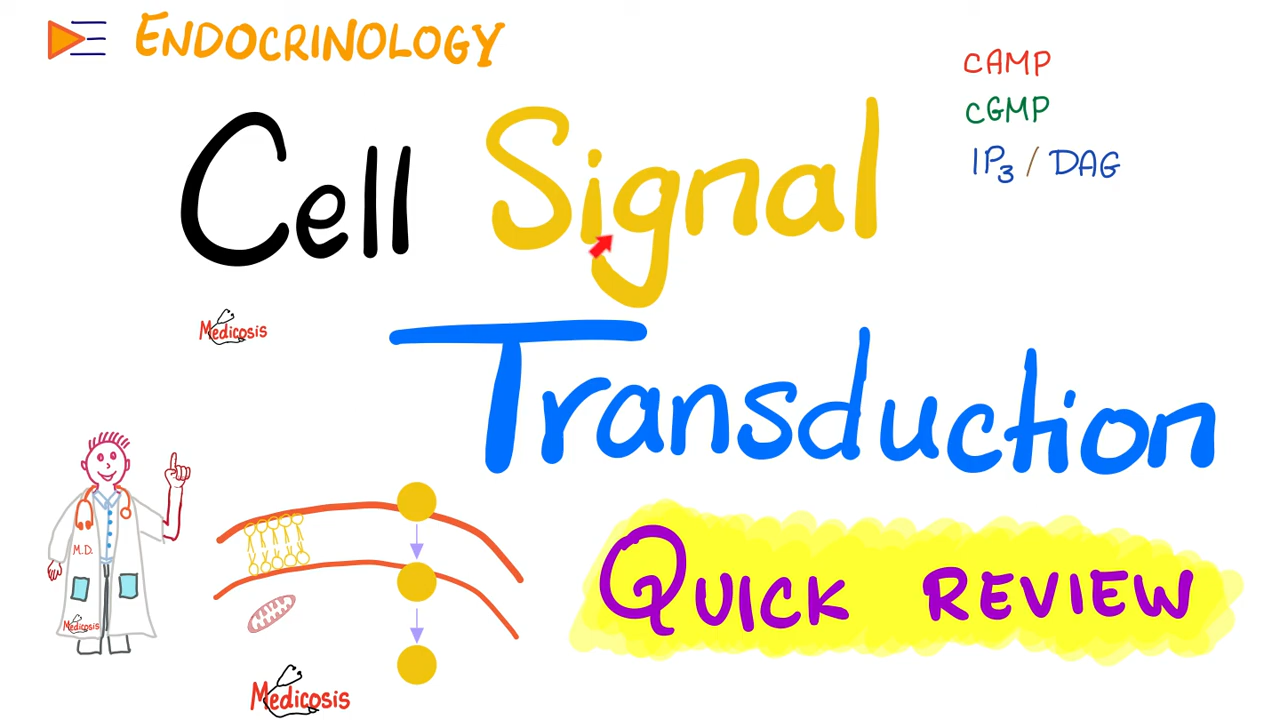 ENDOCRINOLOGY
CAMP
CGMP
IP3 / DAG
Cell Signal
Medicosis
Transduction
M.D.
Medicosis
QUICK REVIEW
Medicosis